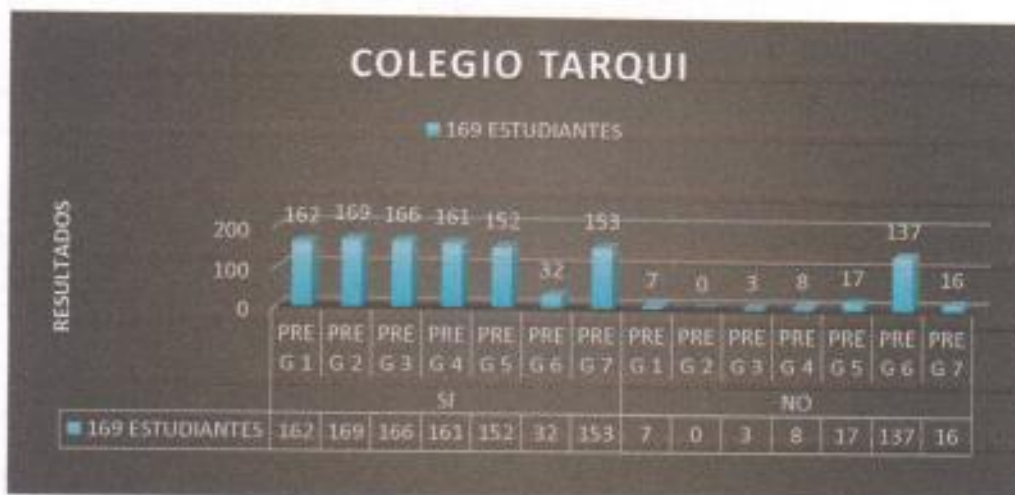 COLEGIO TARQUI
169 ESTUDIANTES
RESULTADOS
200
100
0
162 169 166 161 152 32 153 7 0 3 8 17 137 16
PRE G 1 PRE G 2 PRE G 3 PRE G 4 PRE G 5 PRE G 6 PRE G 7 PRE G 1 PRE G 2 PRE G 3 PRE G 4 PRE G 5 PRE G 6 PRE G 7
SI NO
169 ESTUDIANTES 162 169 166 161 152 32 153 7 0 3 8 17 137 16